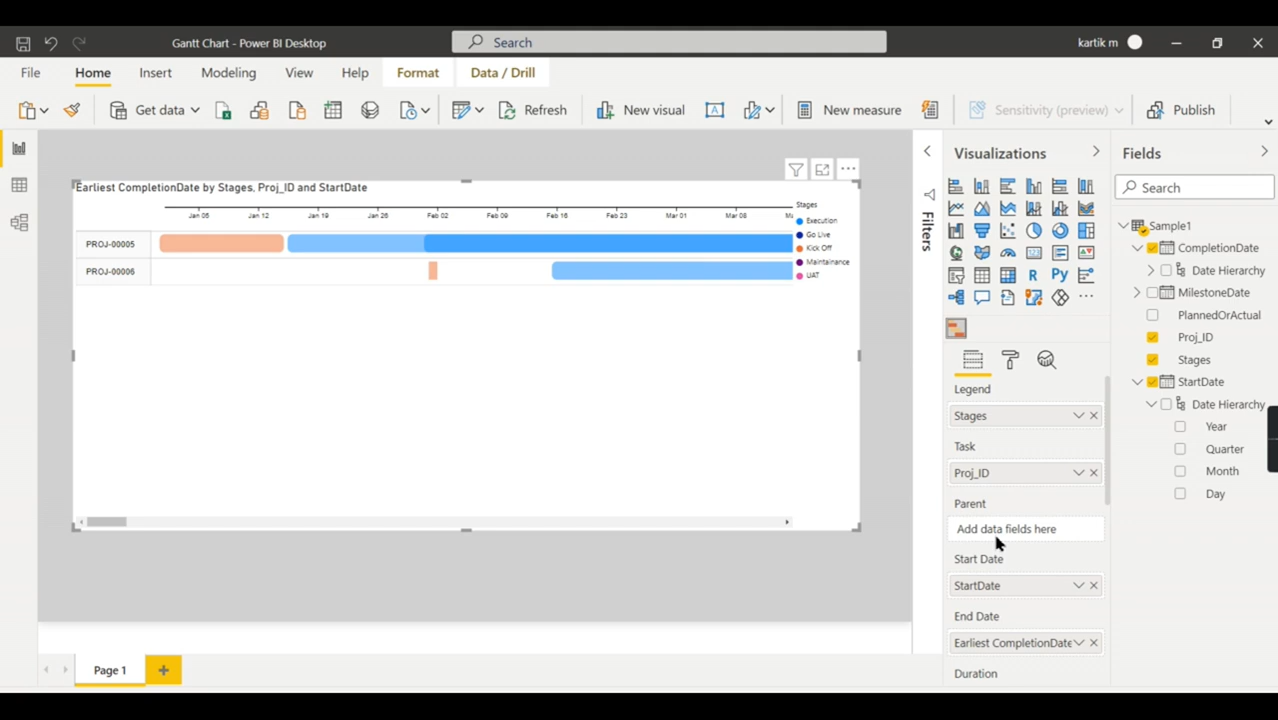 Gantt Chart - Power BI Desktop
Search
kartik m
File Home Insert Modeling View Help Format Data / Drill
Get data
Refresh
New visual
New measure
Sensitivity (preview)
Publish
Earliest CompletionDate by Stages, Proj_ID and StartDate
Jan 05 Jan 12 Jan 19 Jan 26 Feb 02 Feb 09 Feb 16 Feb 23 Mar 01 Mar 08
PROJ-00005
PROJ-00006
Stages
Execution
Go Live
Kick Off
Maintainance
UAT
Filters
Visualizations
R
Py
Legend
Stages
Task
Proj_ID
Parent
Add data fields here
Start Date
StartDate
End Date
Earliest CompletionDate
Duration
Fields
Search
Sample1
CompletionDate
Date Hierarchy
MilestoneDate
PlannedOrActual
Proj_ID
Stages
StartDate
Date Hierarchy
Year
Quarter
Month
Day
Page 1